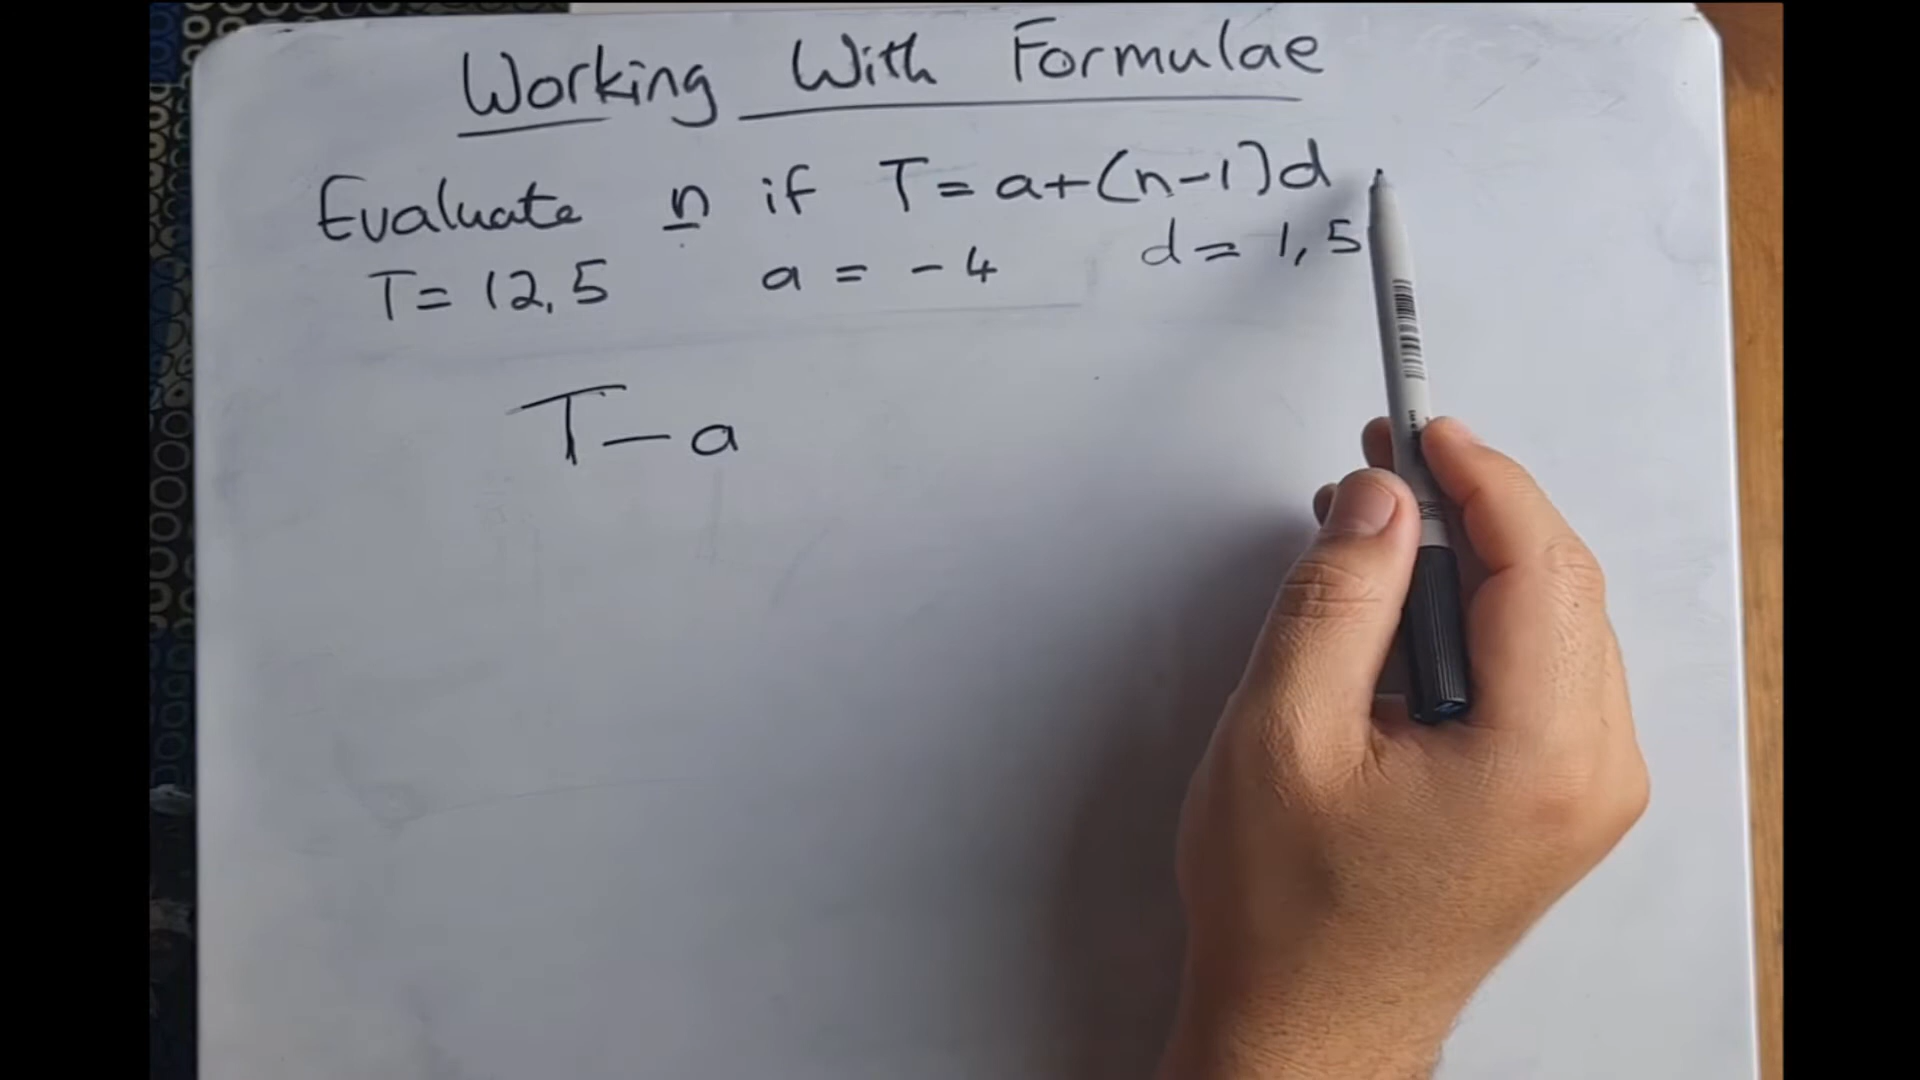 Working With Formulae
Evaluate n if T = a+(n-1)d
T= 12,5 a = -4 d = 1,5
T - a